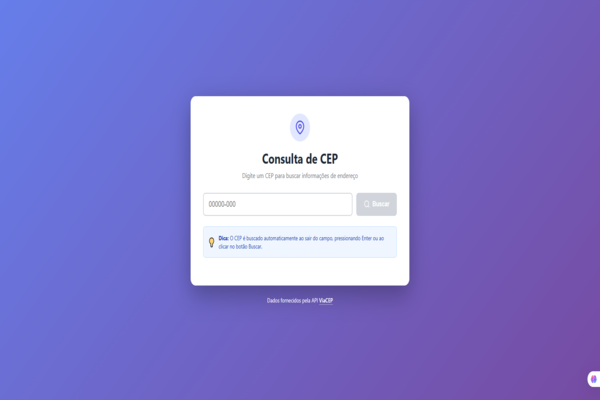 Consulta de CEP
Digite um CEP para buscar informações de endereço
00000-000
Buscar
Dica: O CEP é buscado automaticamente ao sair do campo, pressionando Enter ou ao
clicar no botão Buscar.
Dados fornecidos pela API ViaCEP